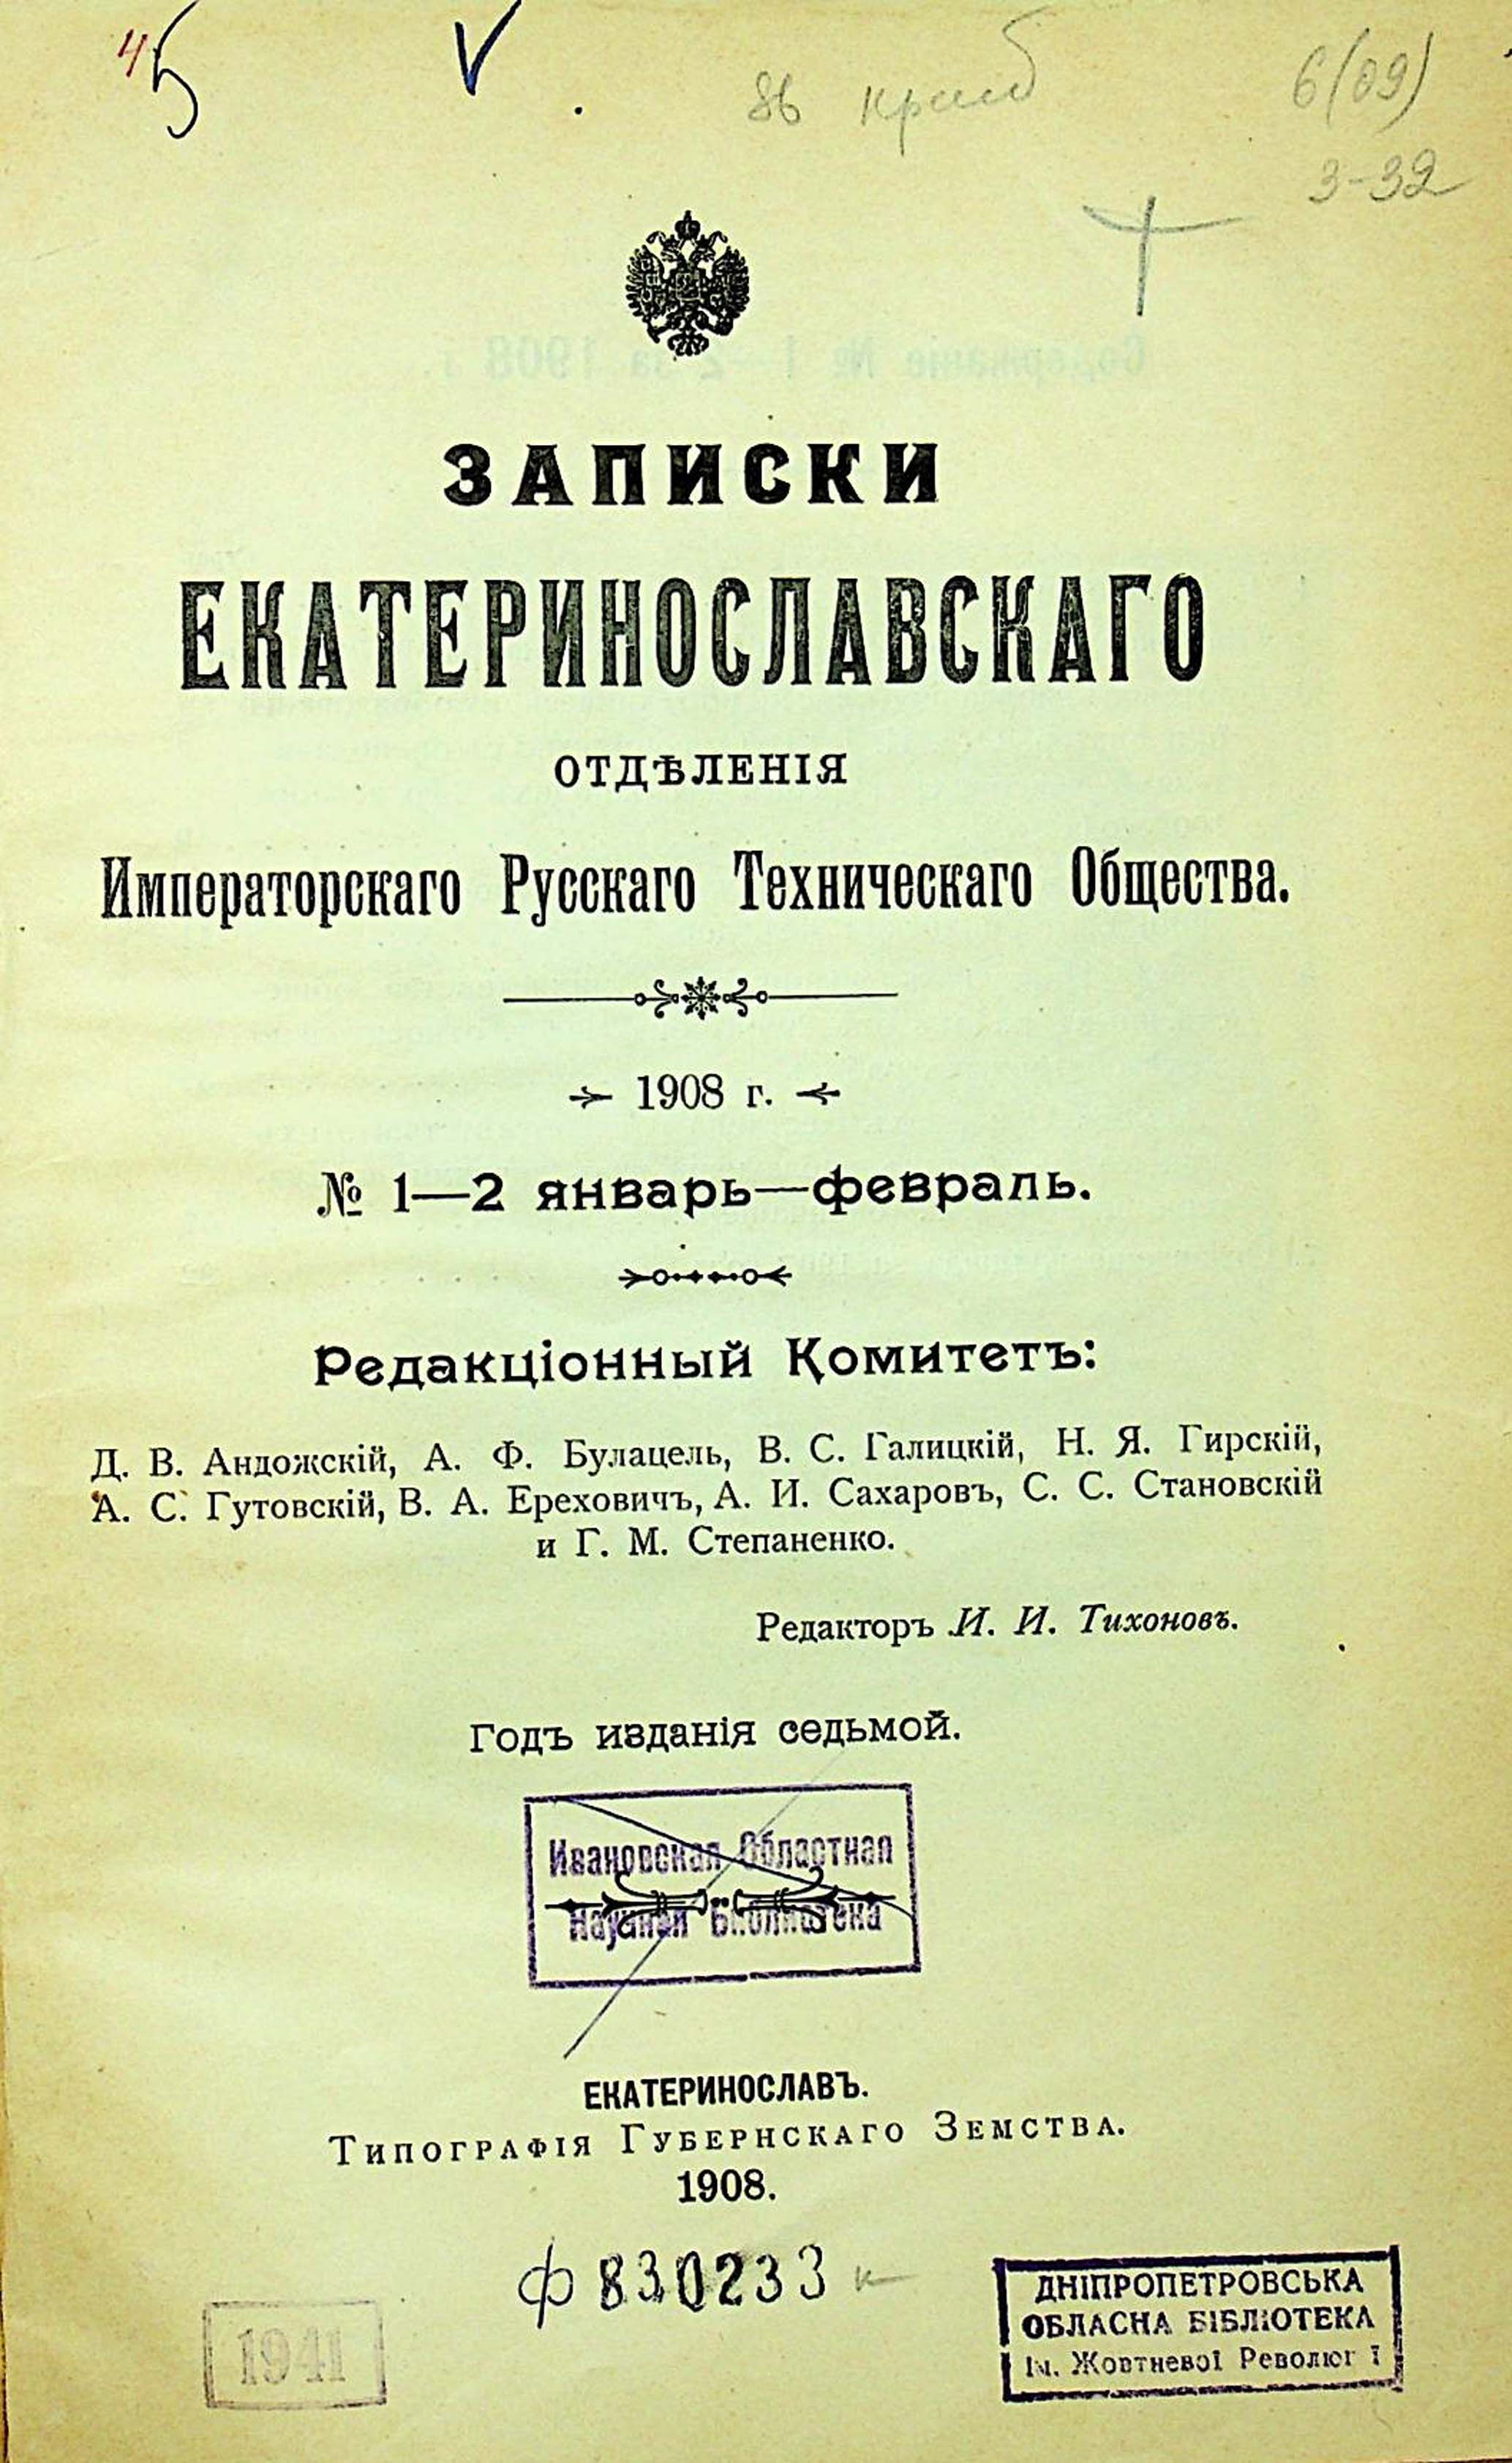 45 V
6(09)
3-32
ЗАПИСКИ
ЕКАТЕРИНОСЛАВСКАГО
ОТДѢЛЕНІЯ
Императорскаго Русскаго Техническаго Общества.
1908 г.
№ 1—2 январь—февраль.
Редакціонный Комитетъ:
Д. В. Андожскій, А. Ф. Булацель, В. С. Галицкій, Н. Я. Гирскій,
А. С. Гутовскій, В. А. Ереховичъ, А. И. Сахаровъ, С. С. Становскій
и Г. М. Степаненко.
Редакторъ И. И. Тихоновъ.
Годъ изданія седьмой.
Ивановская Областная
Научная Библиотека
ЕКАТЕРИНОСЛАВЪ.
Типографія Губернскаго Земства.
1908.
ф 830233 к
1941
ДНІПРОПЕТРОВСЬКА
ОБЛАСНА БІБЛІОТЕКА
Ім. Жовтневої Революції